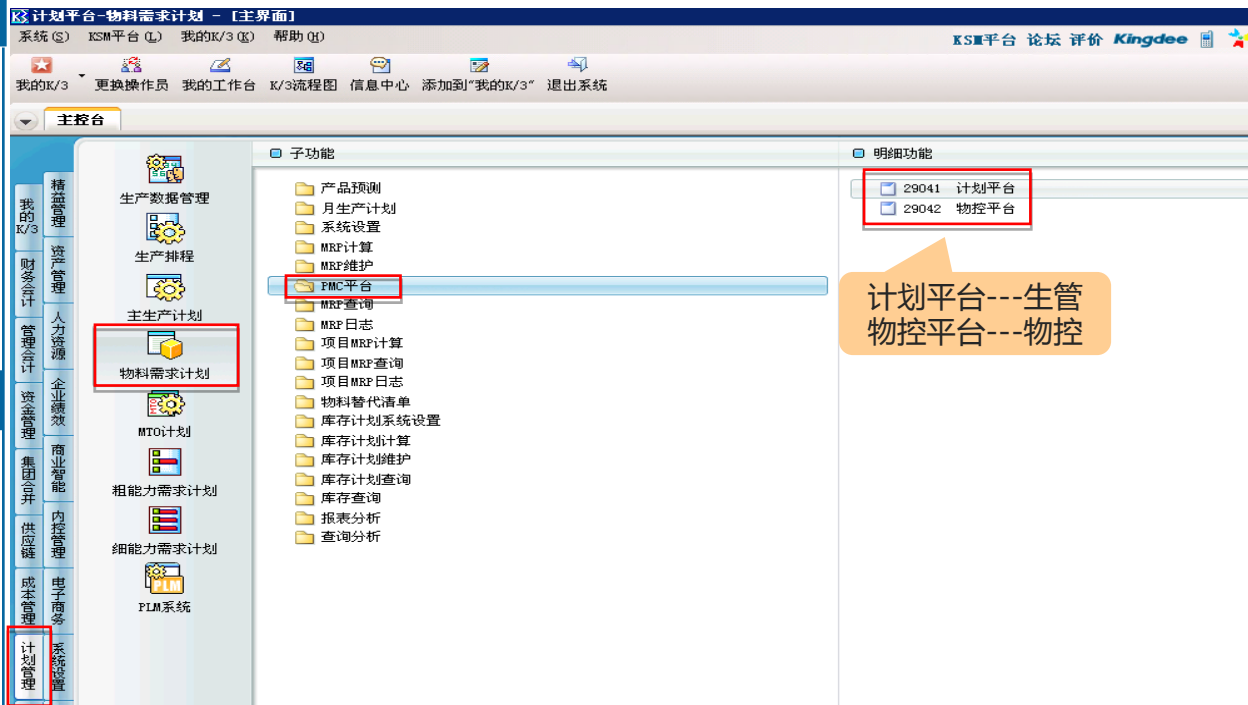 计划平台-物料需求计划 - [主界面]
系统(S) KSM平台(L) 我的K/3(K) 帮助(H)
KSM平台 论坛 评价 Kingdee
我的K/3 更换操作员 我的工作台 K/3流程图 信息中心 添加到“我的K/3” 退出系统
主控台
我的K/3
财务会计
管理会计
资金管理
集团合并
供应链
成本管理
计划管理
精益管理
资产管理
人力资源
企业绩效
商业智能
内控管理
电子商务
系统设置
生产数据管理
生产排程
主生产计划
物料需求计划
MTO计划
粗能力需求计划
细能力需求计划
PLM系统
子功能
产品预测
月生产计划
系统设置
MRP计算
MRP维护
PMC平台
MRP查询
MRP日志
项目MRP计算
项目MRP查询
项目MRP日志
物料替代清单
库存计划系统设置
库存计划计算
库存计划维护
库存计划查询
库存查询
报表分析
查询分析
明细功能
29041 计划平台
29042 物控平台
计划平台---生管
物控平台---物控